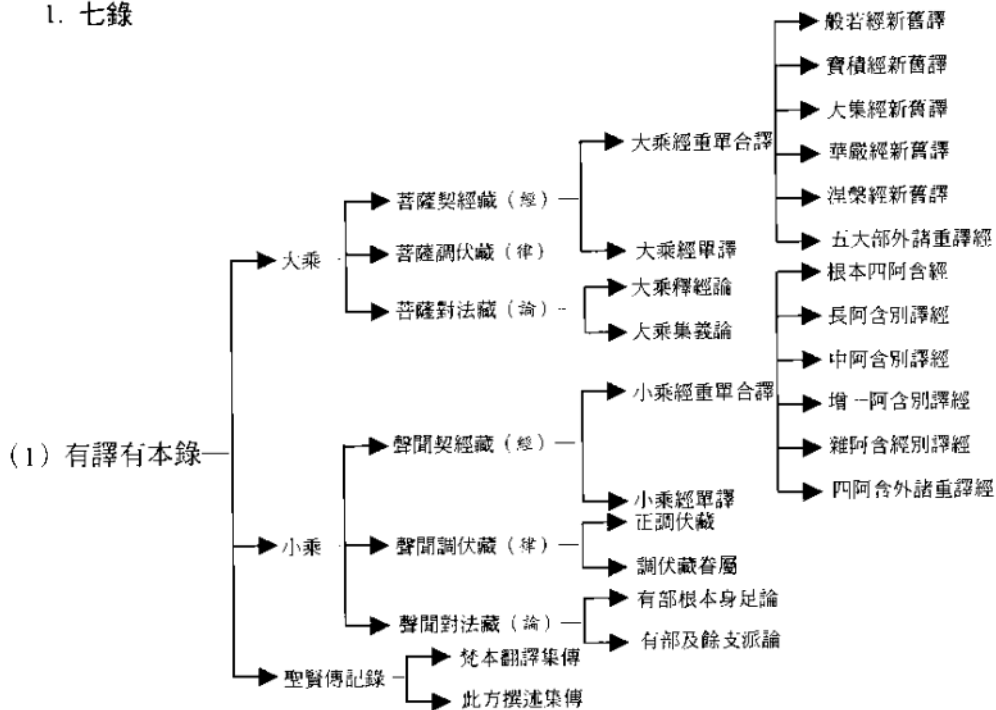 1. 七錄
般若經新舊譯
寶積經新舊譯
大集經新舊譯
大乘經重單合譯
華嚴經新舊譯
菩薩契經藏（經）
涅槃經新舊譯
五大部外諸重譯經
大乘
菩薩調伏藏（律）
大乘經單譯
根本四阿含經
大乘釋經論
菩薩對法藏（論）
長阿含別譯經
大乘集義論
中阿含別譯經
小乘經重單合譯
增一阿含別譯經
聲聞契經藏（經）
雜阿含經別譯經
(1) 有譯有本錄
四阿含外諸重譯經
小乘經單譯
正調伏藏
小乘
聲聞調伏藏（律）
調伏藏眷屬
有部根本身足論
聲聞對法藏（論）
有部及餘支派論
梵本翻譯集傳
聖賢傳記錄
此方撰述集傳